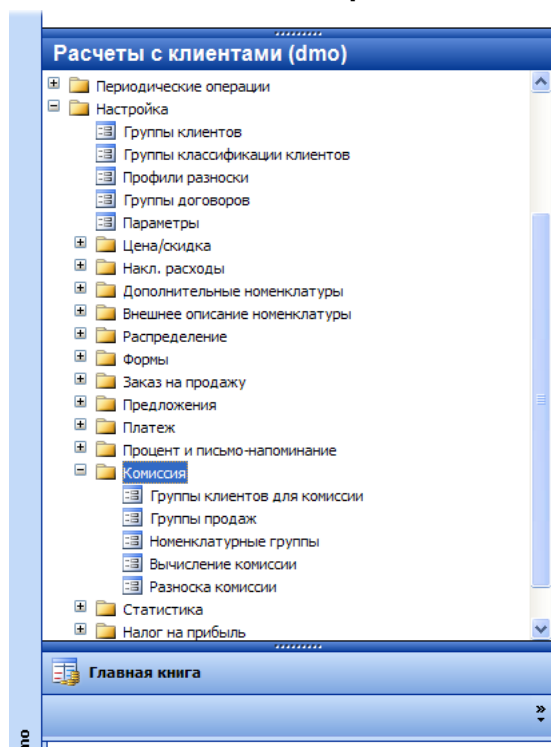 Расчеты с клиентами (dmo)
Периодические операции
Настройка
Группы клиентов
Группы классификации клиентов
Профили разноски
Группы договоров
Параметры
Цена/скидка
Накл. расходы
Дополнительные номенклатуры
Внешнее описание номенклатуры
Распределение
Формы
Заказ на продажу
Предложения
Платеж
Процент и письмо-напоминание
Комиссия
Группы клиентов для комиссии
Группы продаж
Номенклатурные группы
Вычисление комиссии
Разноска комиссии
Статистика
Налог на прибыль
Главная книга